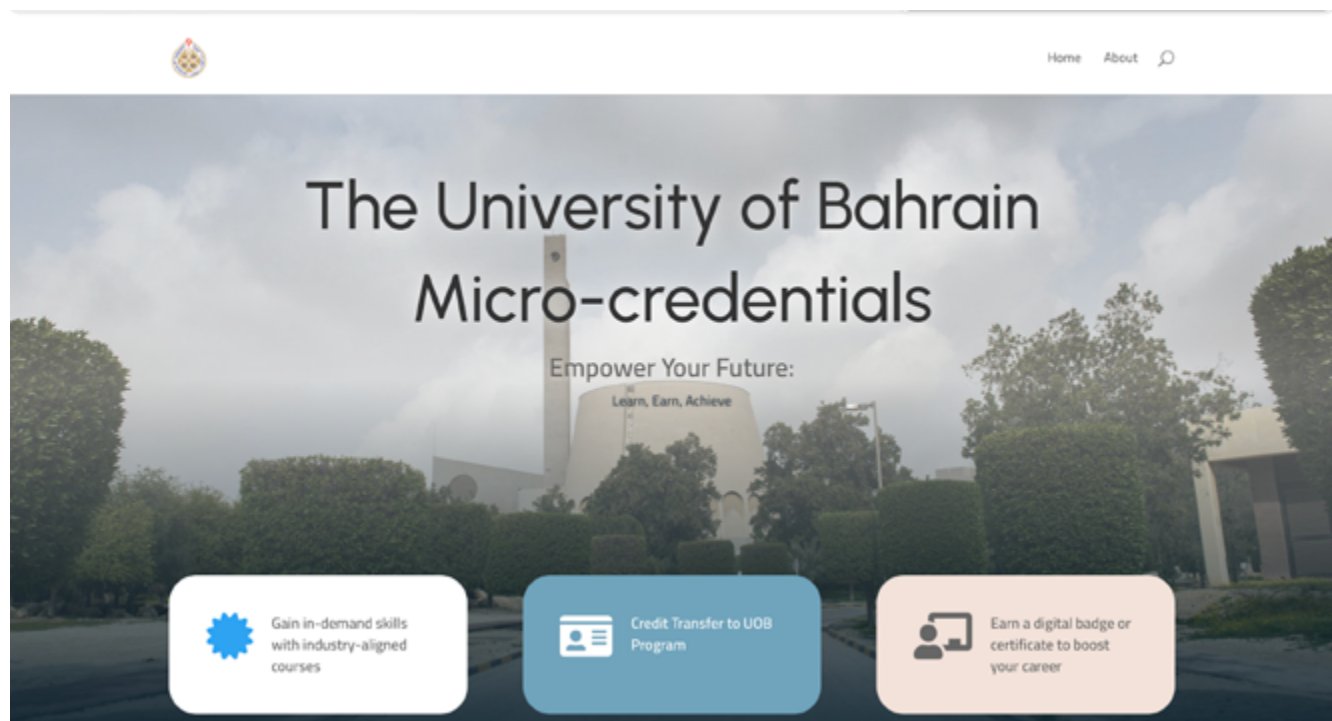 Home About
The University of Bahrain
Micro-credentials
Empower Your Future:
Learn, Earn, Achieve
Gain in-demand skills
with industry-aligned
courses
Credit Transfer to UOB
Program
Earn a digital badge or
certificate to boost
your career